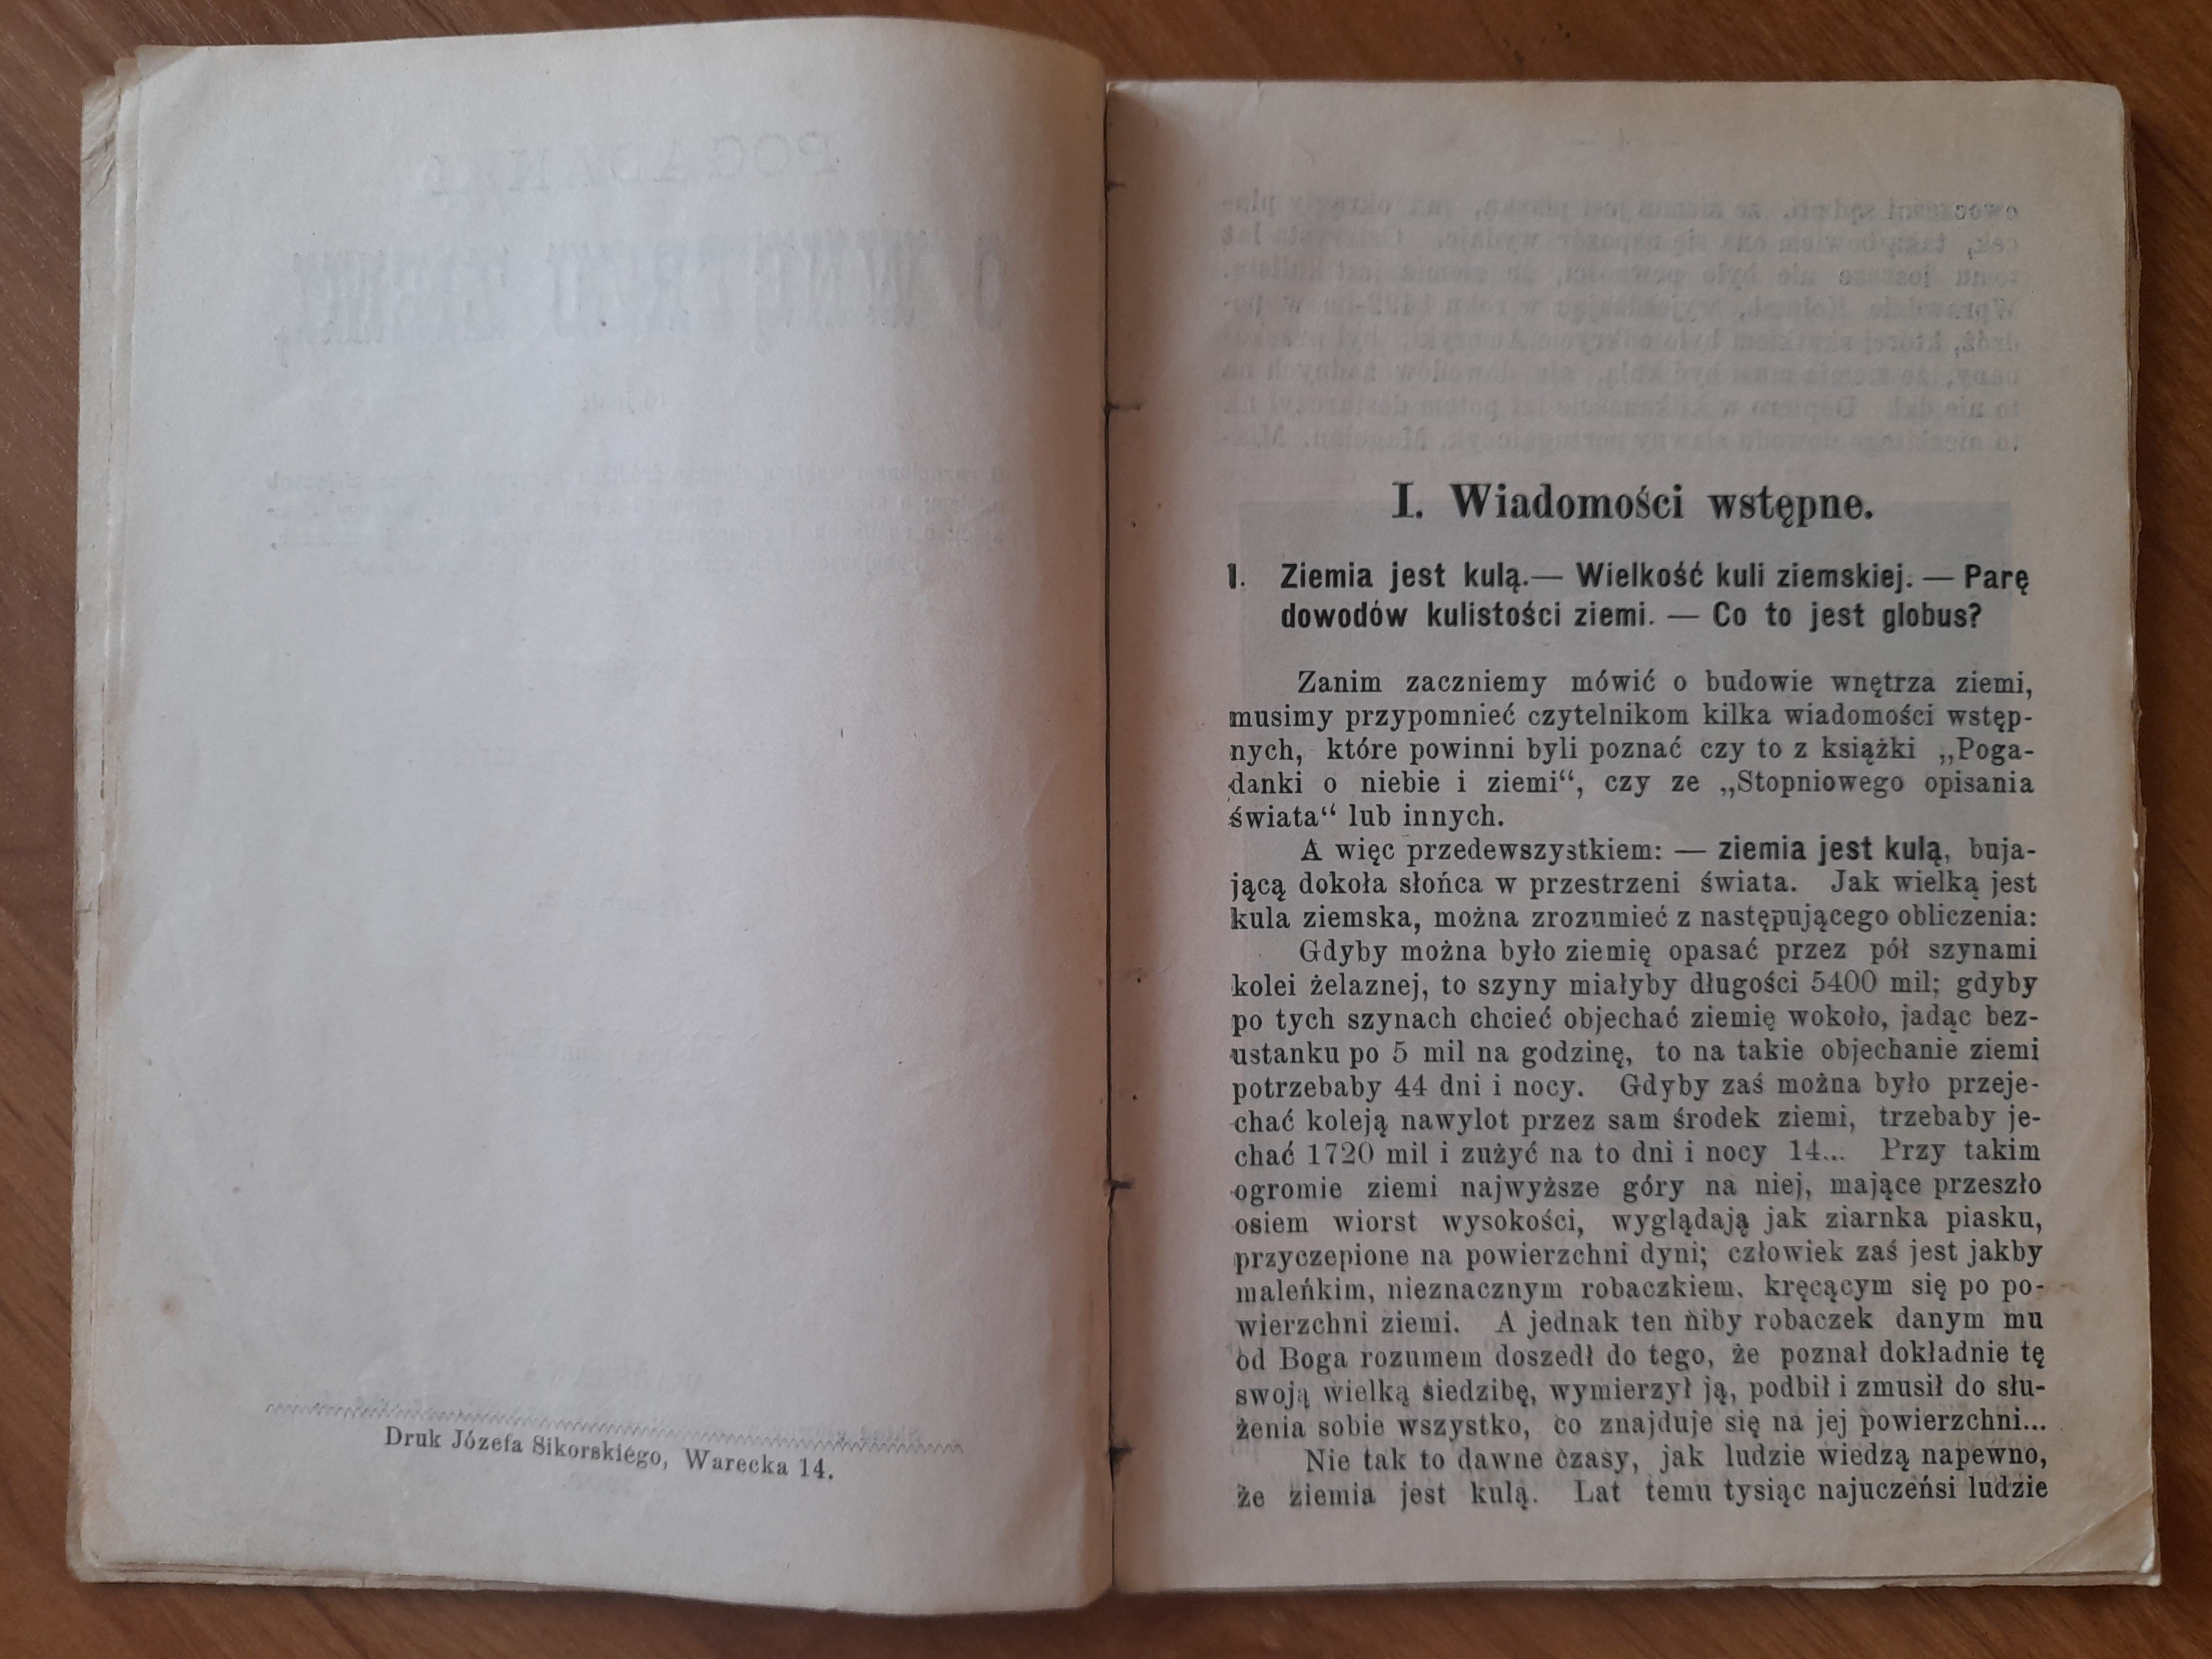 Druk Józefa Sikorskiégo, Warecka 14.
I. Wiadomości wstępne.
1. Ziemia jest kulą.— Wielkość kuli ziemskiej. — Parę
dowodów kulistości ziemi. — Co to jest globus?
Zanim zaczniemy mówić o budowie wnętrza ziemi,
musimy przypomnieć czytelnikom kilka wiadomości wstęp-
nych, które powinni byli poznać czy to z książki „Poga-
danki o niebie i ziemi“, czy ze „Stopniowego opisania
świata“ lub innych.
A więc przedewszystkiem: — ziemia jest kulą, buja-
jącą dokoła słońca w przestrzeni świata. Jak wielką jest
kula ziemska, można zrozumieć z następującego obliczenia:
Gdyby można było ziemię opasać przez pół szynami
kolei żelaznej, to szyny miałyby długości 5400 mil; gdyby
po tych szynach chcieć objechać ziemię wokoło, jadąc bez-
ustanku po 5 mil na godzinę, to na takie objechanie ziemi
potrzebaby 44 dni i nocy. Gdyby zaś można było przeje-
chać koleją nawylot przez sam środek ziemi, trzebaby je-
chać 1720 mil i zużyć na to dni i nocy 14... Przy takim
ogromie ziemi najwyższe góry na niej, mające przeszło
osiem wiorst wysokości, wyglądają jak ziarnka piasku,
przyczepione na powierzchni dyni; człowiek zaś jest jakby
maleńkim, nieznacznym robaczkiem, kręcącym się po po-
wierzchni ziemi. A jednak ten niby robaczek danym mu
od Boga rozumem doszedł do tego, że poznał dokładnie tę
swoją wielką siedzibę, wymierzył ją, podbił i zmusił do słu-
żenia sobie wszystko, co znajduje się na jej powierzchni...
Nie tak to dawne czasy, jak ludzie wiedzą napewno,
że ziemia jest kulą. Lat temu tysiąc najuczeńsi ludzie